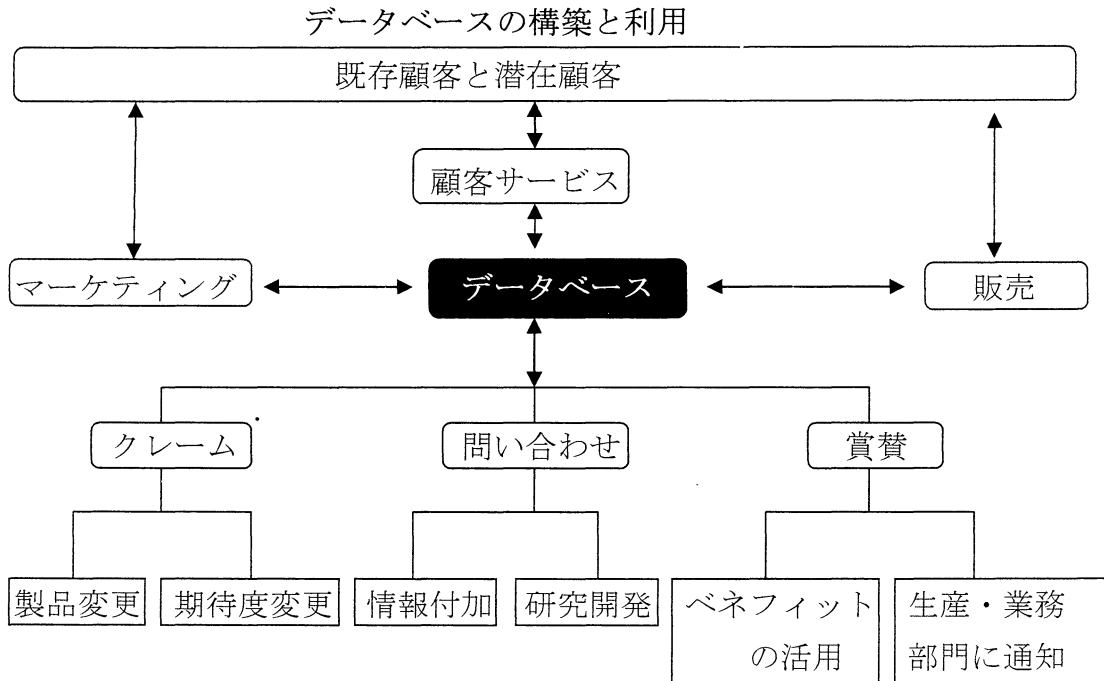 データベースの構築と利用
既存顧客と潜在顧客
顧客サービス
マーケティング
データベース
販売
クレーム
問い合わせ
賞賛
製品変更
期待度変更
情報付加
研究開発
ベネフィット
の活用
生産・業務
部門に通知